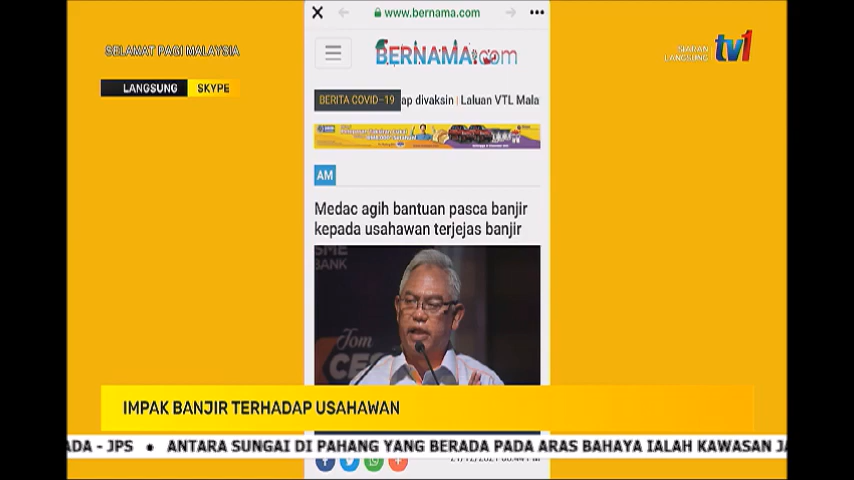 www.bernama.com
SELAMAT PAGI MALAYSIA
SIARAN
LANGSUNG
tv1
BERNAMA.com
LANGSUNG SKYPE
BERITA COVID-19 ap divaksin | Laluan VTL Mala
AM
Medac agih bantuan pasca banjir
kepada usahawan terjejas banjir
SME
BANK
Jom
IMPAK BANJIR TERHADAP USAHAWAN
ADA - JPS • ANTARA SUNGAI DI PAHANG YANG BERADA PADA ARAS BAHAYA IALAH KAWASAN JA